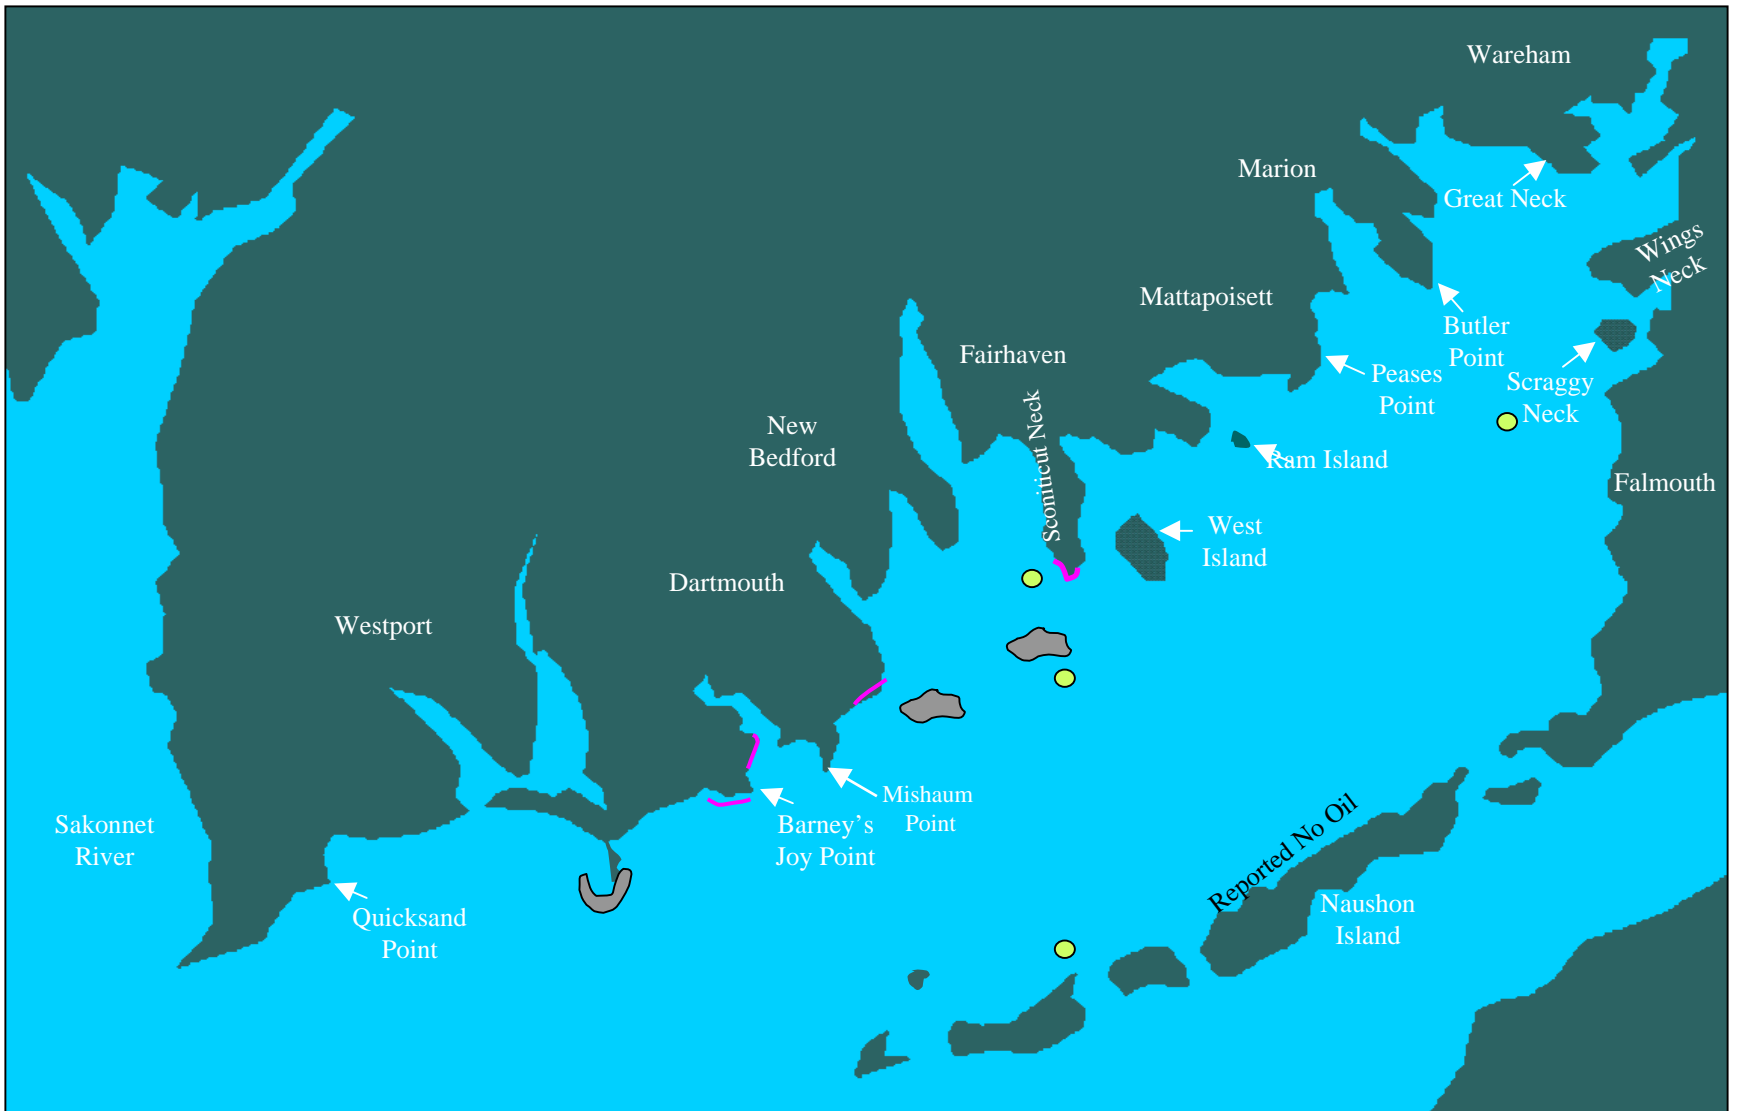 Wareham
Marion
Great Neck
Wings
Neck
Mattapoisett
Butler
Point
Fairhaven
Peases
Point
Scraggy
Neck
Sconiticut Neck
New
Bedford
Ram Island
Falmouth
West
Island
Dartmouth
Westport
Mishaum
Point
Sakonnet
River
Barney’s
Joy Point
Reported No Oil
Naushon
Island
Quicksand
Point